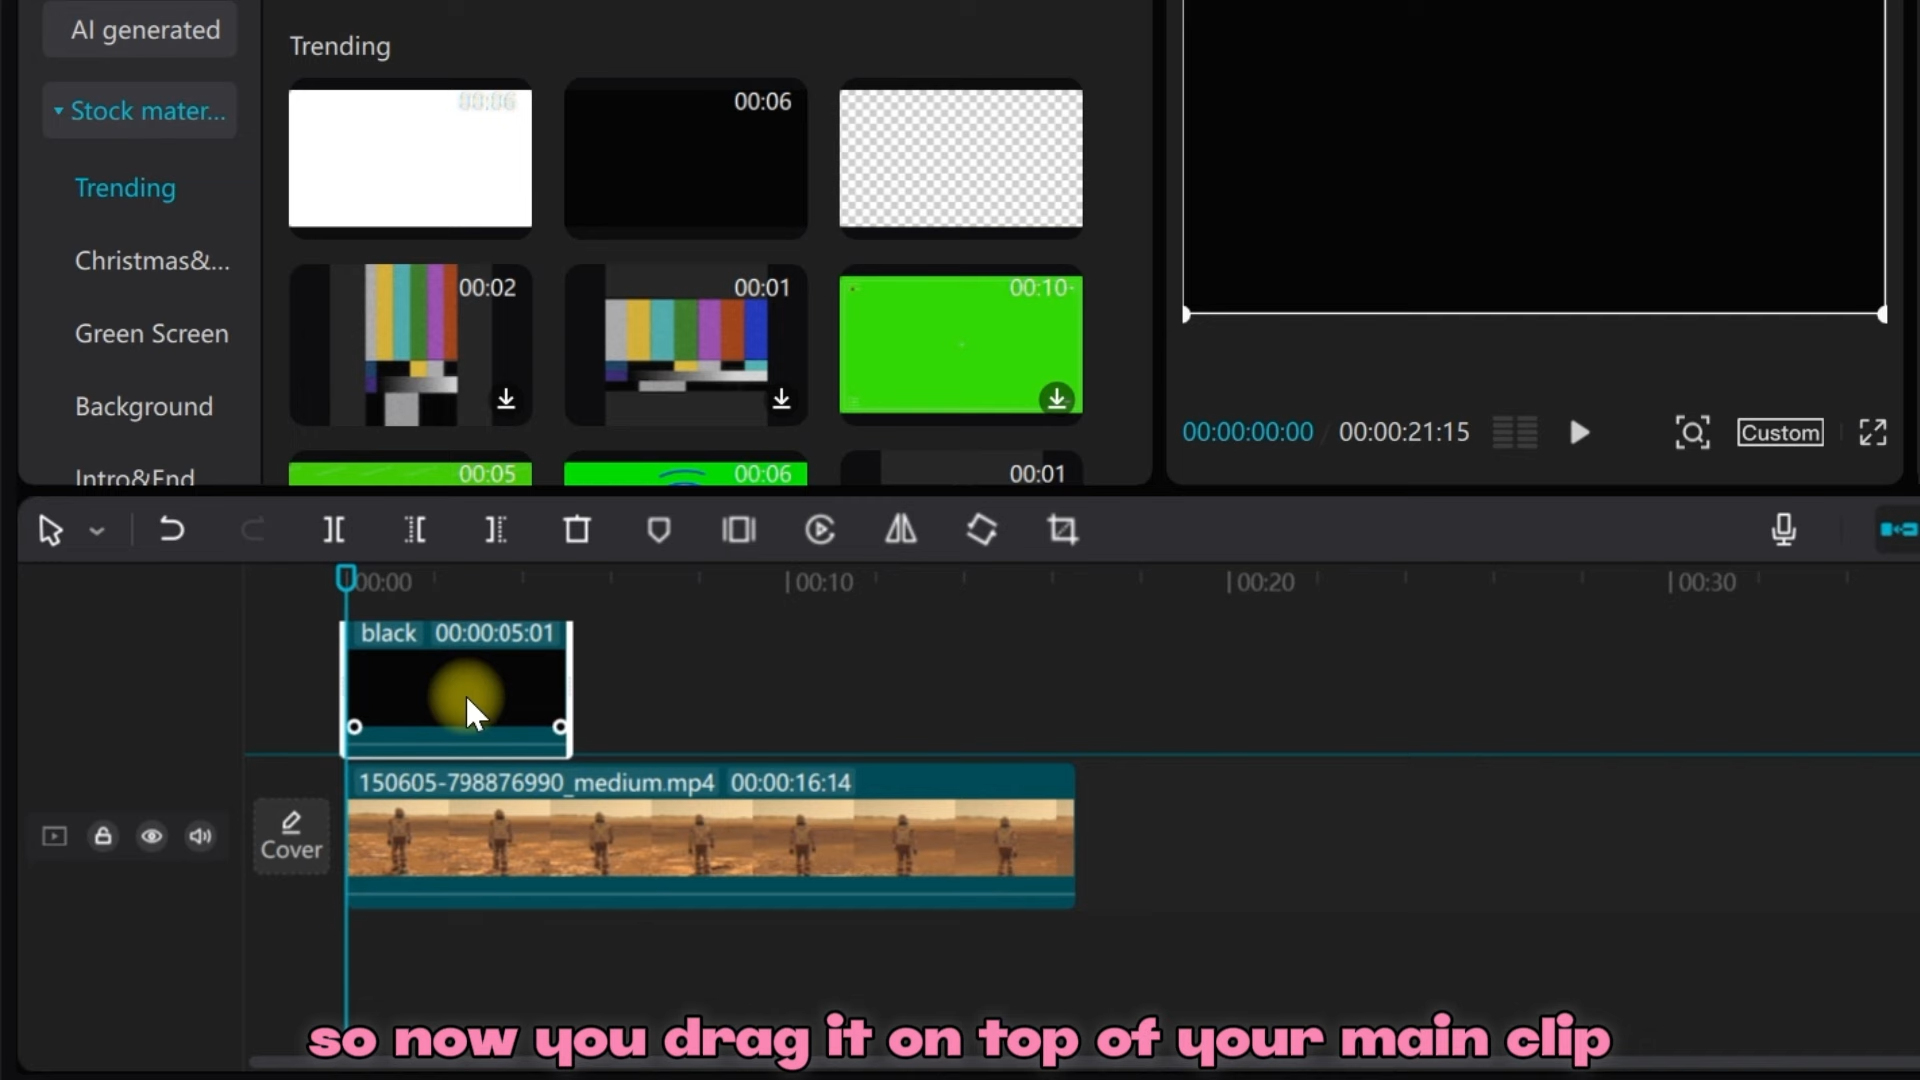 AI generated
Stock mater...
Trending
Christmas&...
Green Screen
Background
Intro&End
Trending
00:06
00:06
00:02
00:01
00:10
00:05
00:06
00:01
00:00:00:00 / 00:00:21:15
Custom
00:00
00:10
00:20
00:30
black 00:00:05:01
150605-798876990_medium.mp4 00:00:16:14
Cover
so now you drag it on top of your main clip